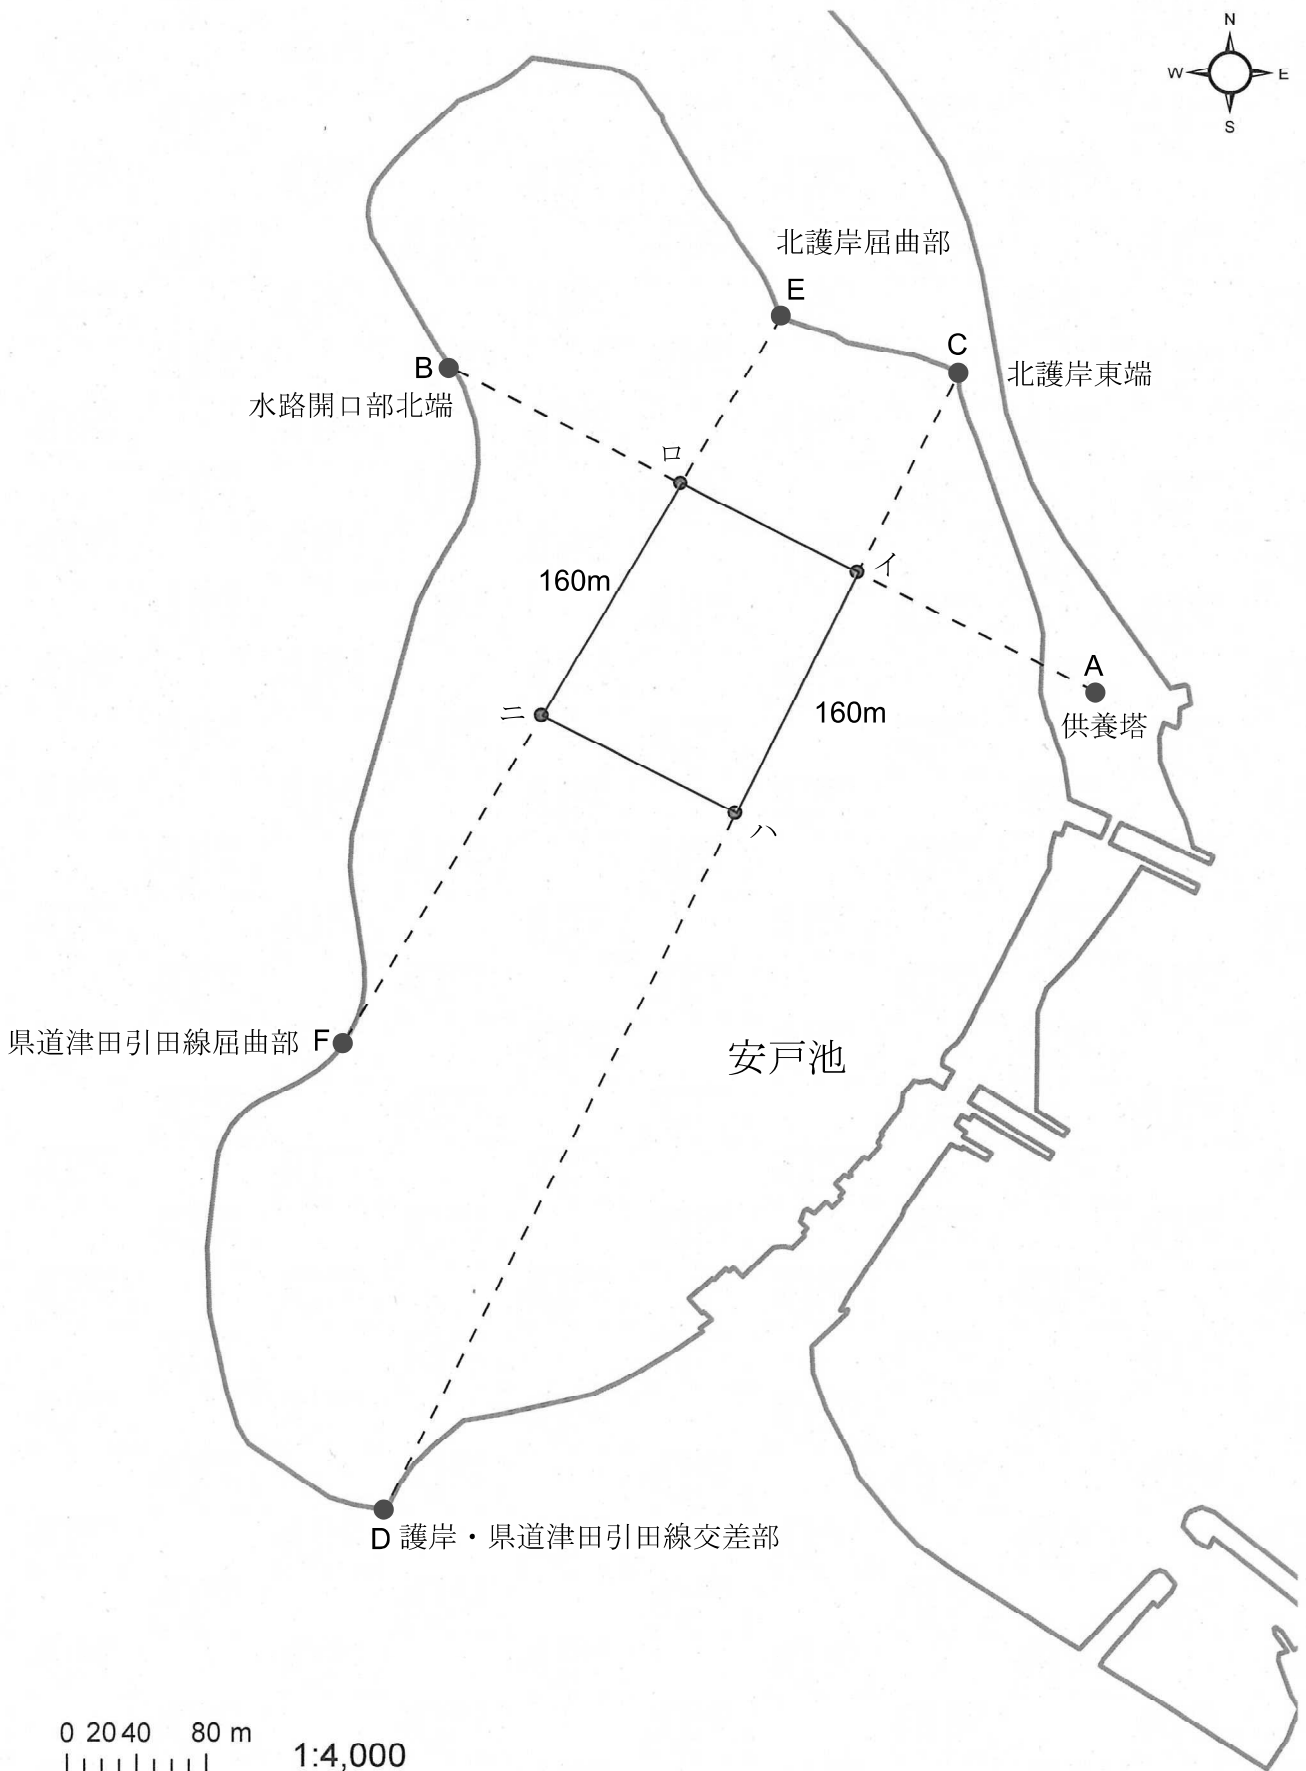 N
W E
S
北護岸屈曲部
E
C
北護岸東端
B
水路開口部北端
ロ
イ
160m
A
供養塔
160m
ニ
ハ
県道津田引田線屈曲部 F
安戸池
D 護岸・県道津田引田線交差部
0 20 40 80 m
1:4,000